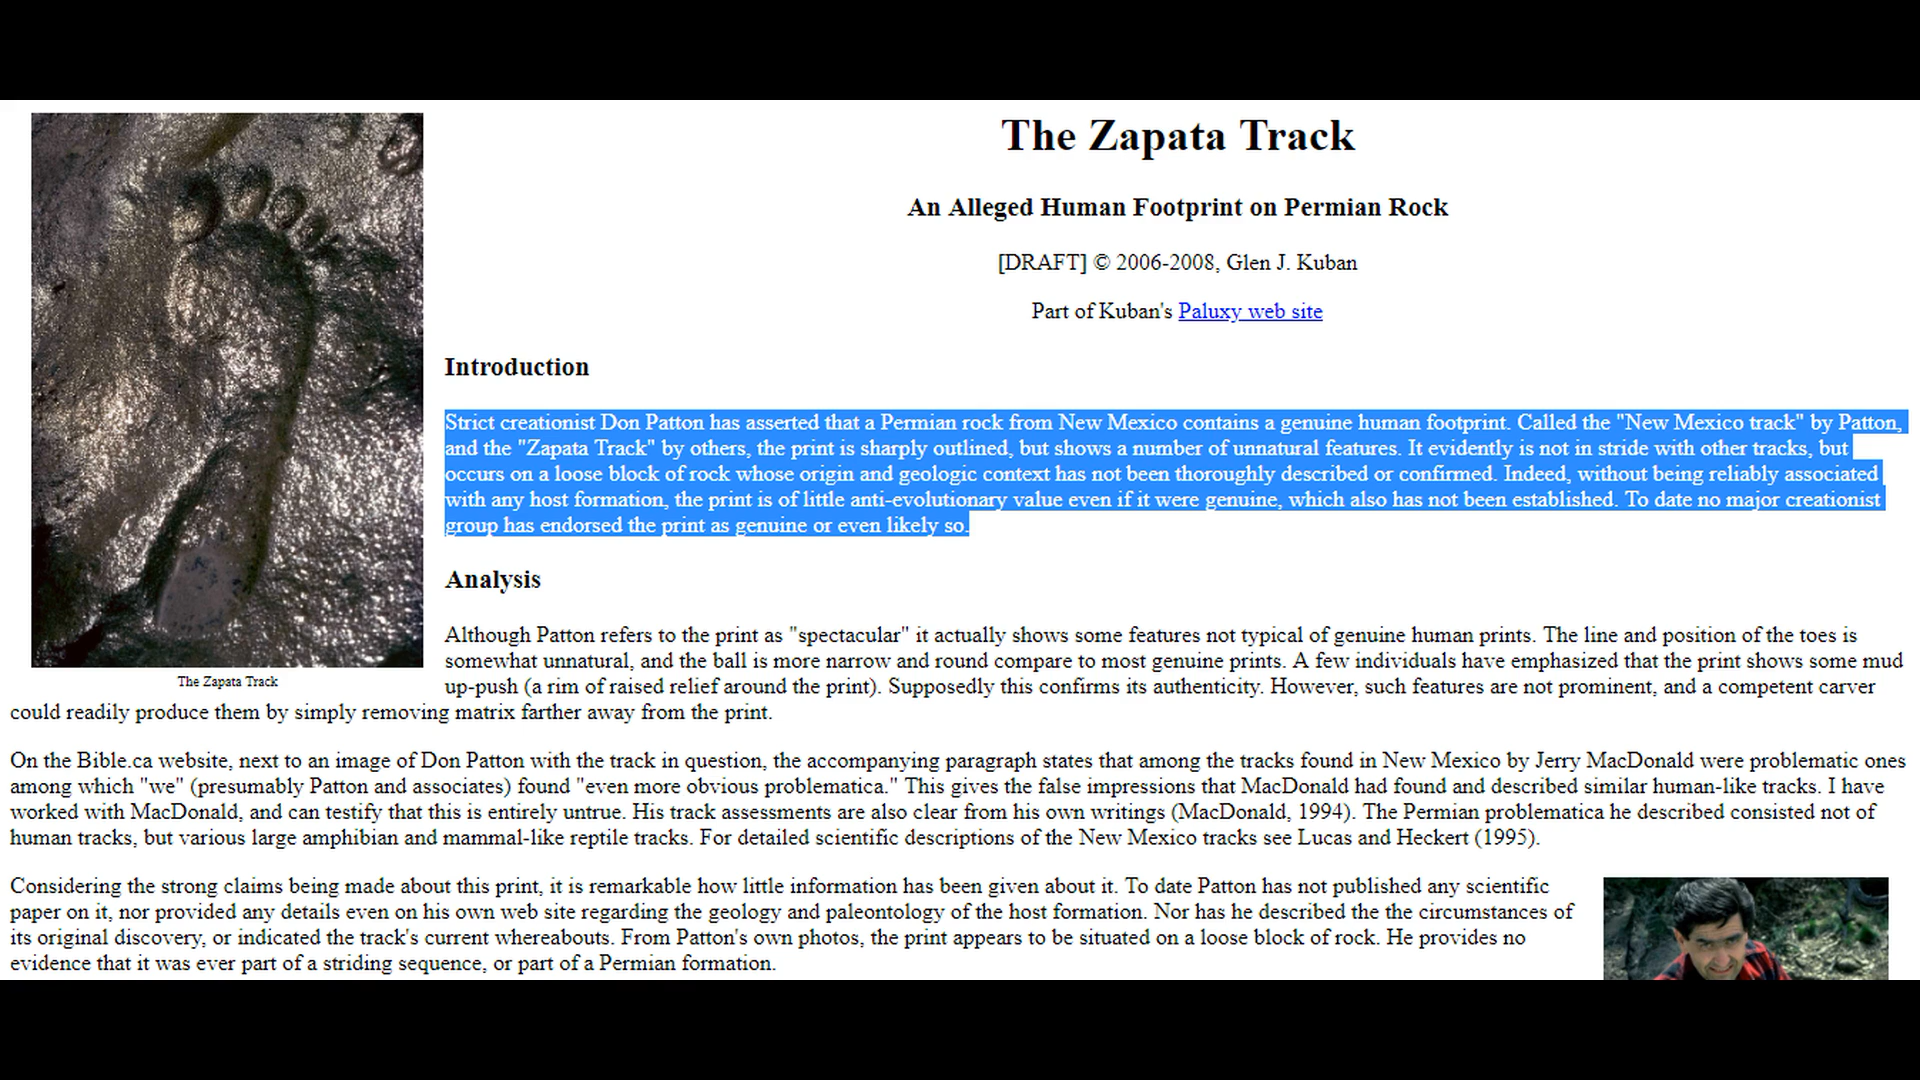 The Zapata Track
An Alleged Human Footprint on Permian Rock
[DRAFT] © 2006-2008, Glen J. Kuban
Part of Kuban's Paluxy web site
Introduction
Strict creationist Don Patton has asserted that a Permian rock from New Mexico contains a genuine human footprint. Called the "New Mexico track" by Patton,
and the "Zapata Track" by others, the print is sharply outlined, but shows a number of unnatural features. It evidently is not in stride with other tracks, but
occurs on a loose block of rock whose origin and geologic context has not been thoroughly described or confirmed. Indeed, without being reliably associated
with any host formation, the print is of little anti-evolutionary value even if it were genuine, which also has not been established. To date no major creationist
group has endorsed the print as genuine or even likely so.
Analysis
Although Patton refers to the print as "spectacular" it actually shows some features not typical of genuine human prints. The line and position of the toes is
somewhat unnatural, and the ball is more narrow and round compare to most genuine prints. A few individuals have emphasized that the print shows some mud
The Zapata Track
up-push (a rim of raised relief around the print). Supposedly this confirms its authenticity. However, such features are not prominent, and a competent carver
could readily produce them by simply removing matrix farther away from the print.
On the Bible.ca website, next to an image of Don Patton with the track in question, the accompanying paragraph states that among the tracks found in New Mexico by Jerry MacDonald were problematic ones
among which "we" (presumably Patton and associates) found "even more obvious problematica." This gives the false impressions that MacDonald had found and described similar human-like tracks. I have
worked with MacDonald, and can testify that this is entirely untrue. His track assessments are also clear from his own writings (MacDonald, 1994). The Permian problematica he described consisted not of
human tracks, but various large amphibian and mammal-like reptile tracks. For detailed scientific descriptions of the New Mexico tracks see Lucas and Heckert (1995).
Considering the strong claims being made about this print, it is remarkable how little information has been given about it. To date Patton has not published any scientific
paper on it, nor provided any details even on his own web site regarding the geology and paleontology of the host formation. Nor has he described the the circumstances of
its original discovery, or indicated the track's current whereabouts. From Patton's own photos, the print appears to be situated on a loose block of rock. He provides no
evidence that it was ever part of a striding sequence, or part of a Permian formation.